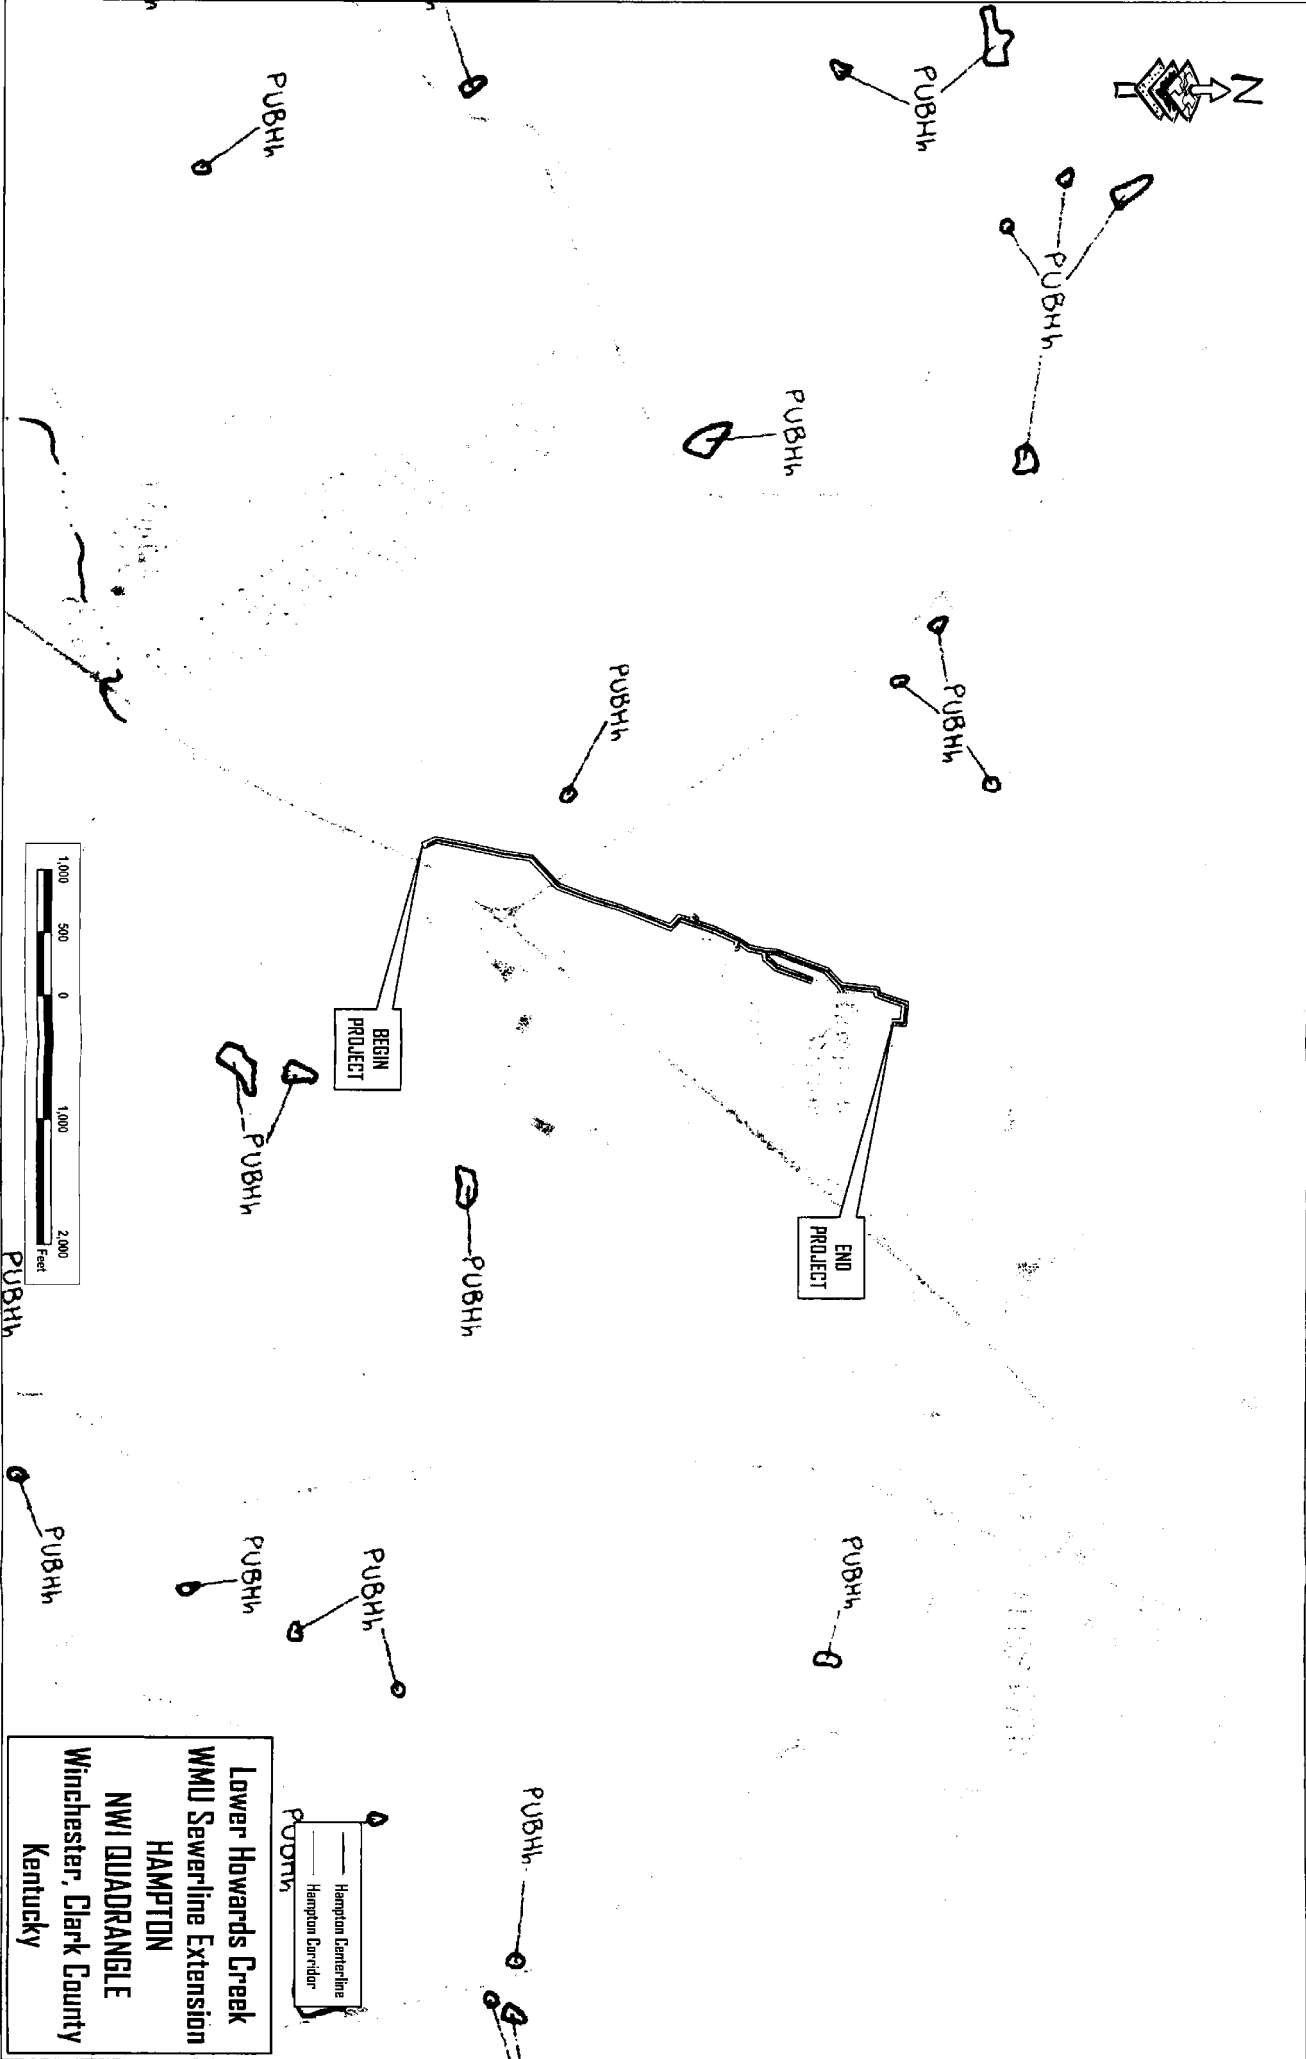 N
PUBHh
PUBHh
PUBHh
PUBHh
END
PROJECT
PUBHh
PUBHh
PUBHh
PUBHh
BEGIN
PROJECT
PUBHh
Hampton Centerline
Hampton Corridor
PUBHh
PUBHh
PUBHh
Lower Howards Creek
WMU Sewerline Extension
HAMPTON
NWI QUADRANGLE
Winchester, Clark County
Kentucky
PUBHh
1,000 500 0 1,000 2,000
Feet
PUBHh